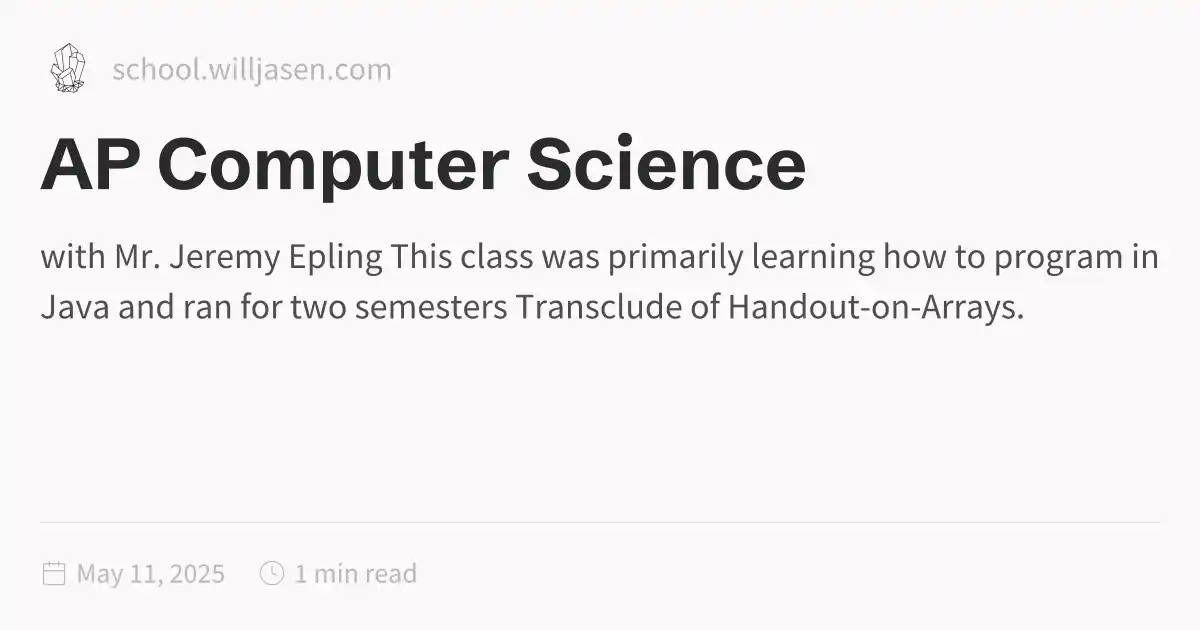 school.willjasen.com
AP Computer Science
with Mr. Jeremy Epling This class was primarily learning how to program in
Java and ran for two semesters Transclude of Handout-on-Arrays.
May 11, 2025 1 min read